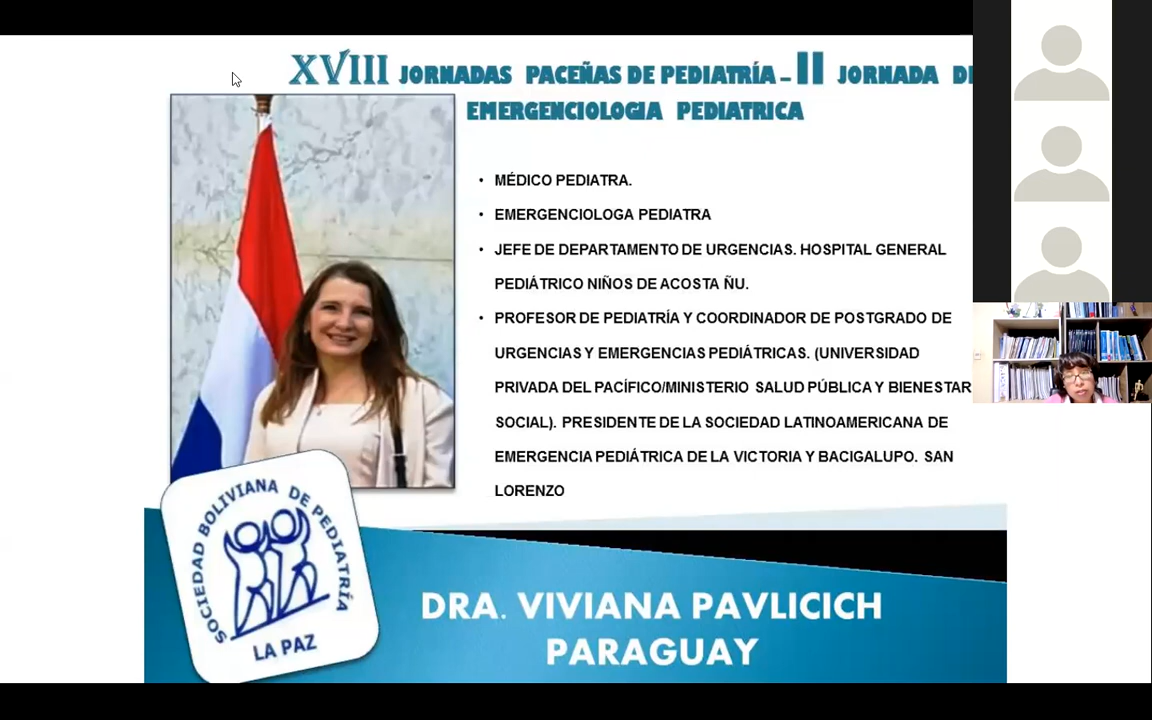 XVIII JORNADAS PACEÑAS DE PEDIATRÍA – II JORNADA DE
EMERGENCIOLOGIA PEDIATRICA
• MÉDICO PEDIATRA.
• EMERGENCIOLOGA PEDIATRA
• JEFE DE DEPARTAMENTO DE URGENCIAS. HOSPITAL GENERAL
PEDIÁTRICO NIÑOS DE ACOSTA ÑU.
• PROFESOR DE PEDIATRÍA Y COORDINADOR DE POSTGRADO DE
URGENCIAS Y EMERGENCIAS PEDIÁTRICAS. (UNIVERSIDAD
PRIVADA DEL PACÍFICO/MINISTERIO SALUD PÚBLICA Y BIENESTAR
SOCIAL). PRESIDENTE DE LA SOCIEDAD LATINOAMERICANA DE
EMERGENCIA PEDIÁTRICA DE LA VICTORIA Y BACIGALUPO. SAN
LORENZO
SOCIEDAD BOLIVIANA DE PEDIATRÍA
LA PAZ
DRA. VIVIANA PAVLICICH
PARAGUAY